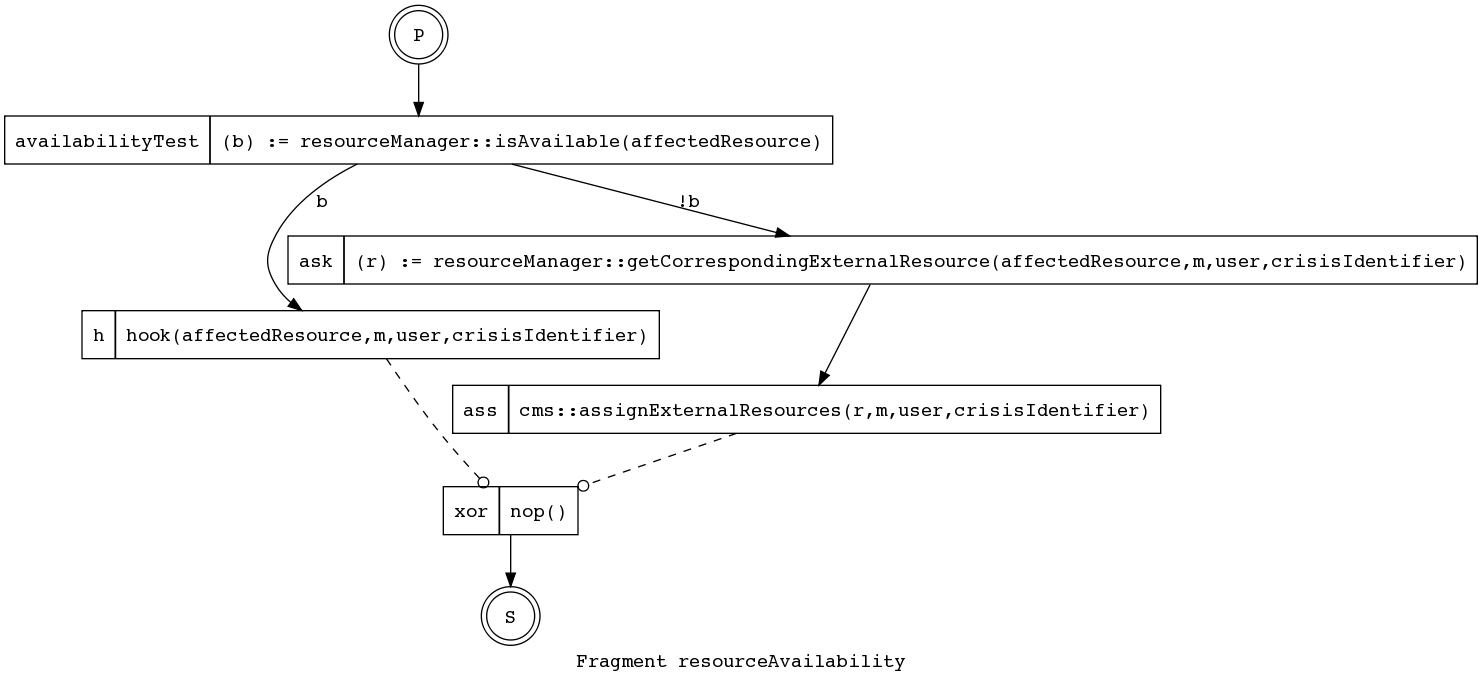 P
availabilityTest (b) := resourceManager::isAvailable(affectedResource)
b !b
ask (r) := resourceManager::getCorrespondingExternalResource(affectedResource,m,user,crisisIdentifier)
h hook(affectedResource,m,user,crisisIdentifier)
ass cms::assignExternalResources(r,m,user,crisisIdentifier)
xor nop()
S
Fragment resourceAvailability